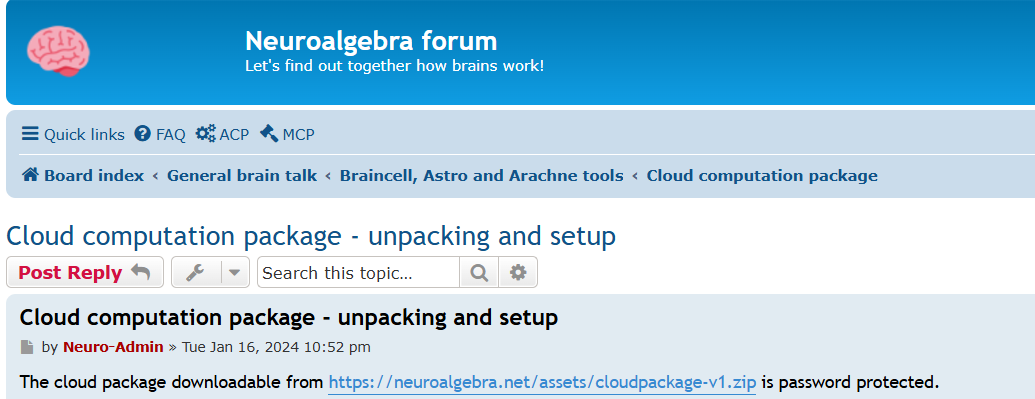 Neuroalgebra forum
Let's find out together how brains work!
Quick links FAQ ACP MCP
Board index ‹ General brain talk ‹ Braincell, Astro and Arachne tools ‹ Cloud computation package
Cloud computation package - unpacking and setup
Post Reply Search this topic…
Cloud computation package - unpacking and setup
by Neuro-Admin » Tue Jan 16, 2024 10:52 pm
The cloud package downloadable from https://neuroalgebra.net/assets/cloudpackage-v1.zip is password protected.